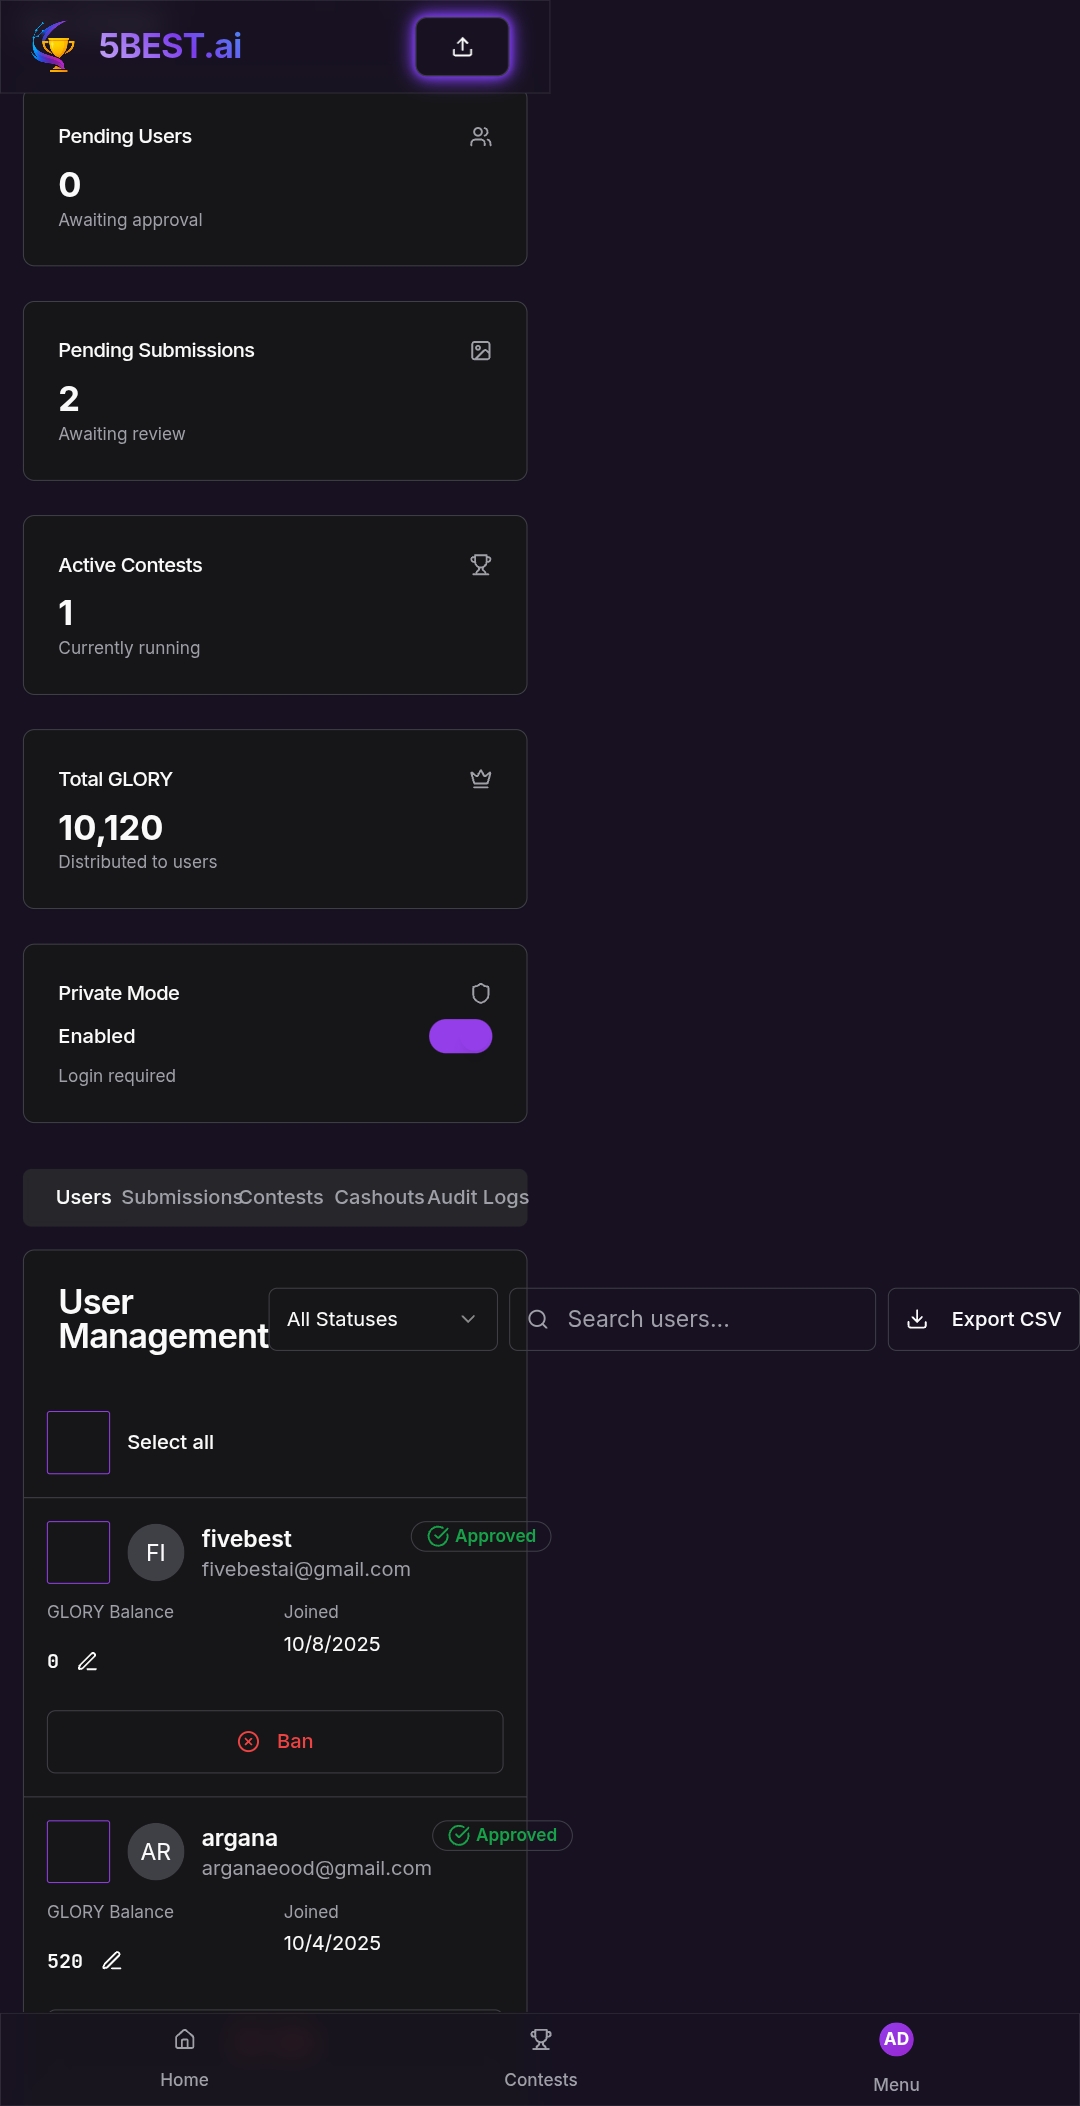 5BEST.ai
Pending Users
0
Awaiting approval
Pending Submissions
2
Awaiting review
Active Contests
1
Currently running
Total GLORY
10,120
Distributed to users
Private Mode
Enabled
Login required
Users Submissions Contests Cashouts Audit Logs
User
Management
All Statuses
Search users...
Export CSV
Select all
FI
fivebest
Approved
fivebestai@gmail.com
GLORY Balance
Joined
0
10/8/2025
Ban
AR
argana
Approved
arganaeood@gmail.com
GLORY Balance
Joined
520
10/4/2025
Home
Contests
AD
Menu